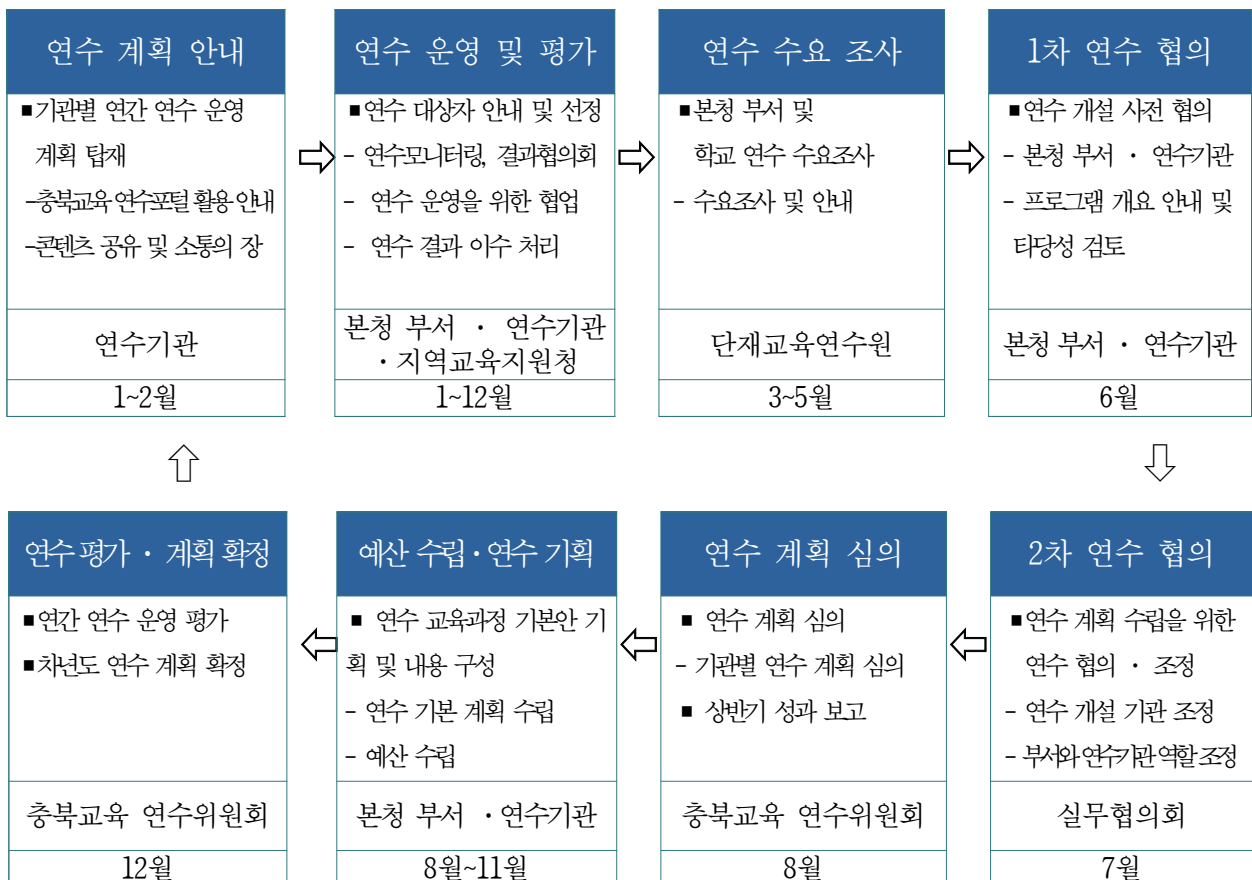 연수 계획 안내
■기관별 연간 연수 운영
계획 탑재
-충북교육 연수포털 활용 안내
-콘텐츠 공유 및 소통의 장
연수기관
1~2월
연수 운영 및 평가
■연수 대상자 안내 및 선정
- 연수모니터링, 결과협의회
- 연수 운영을 위한 협업
- 연수 결과 이수 처리
본청 부서 · 연수기관
· 지역교육지원청
1~12월
연수 수요 조사
■본청 부서 및
학교 연수 수요조사
- 수요조사 및 안내
단재교육연수원
3~5월
1차 연수 협의
■연수 개설 사전 협의
- 본청 부서 · 연수기관
- 프로그램 개요 안내 및
타당성 검토
본청 부서 · 연수기관
6월
2차 연수 협의
■연수 계획 수립을 위한
연수 협의 · 조정
- 연수 개설 기관 조정
- 부서와 연수기관 역할 조정
실무협의회
7월
연수 계획 심의
■ 연수 계획 심의
- 기관별 연수 계획 심의
■ 상반기 성과 보고
충북교육 연수위원회
8월
예산 수립·연수 기획
■ 연수 교육과정 기본안 기
획 및 내용 구성
- 연수 기본 계획 수립
- 예산 수립
본청 부서 ·연수기관
8월~11월
연수 평가 · 계획 확정
■연간 연수 운영 평가
■차년도 연수 계획 확정
충북교육 연수위원회
12월